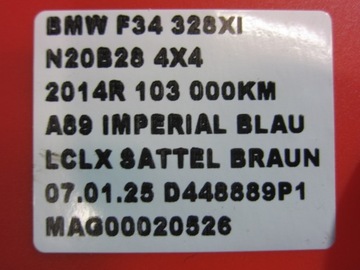 BMW F34 328XI
N20B28 4X4
2014R 103 000KM
A89 IMPERIAL BLAU
LCLX SATTEL BRAUN
07.01.25 D448889P1
MAG00020526